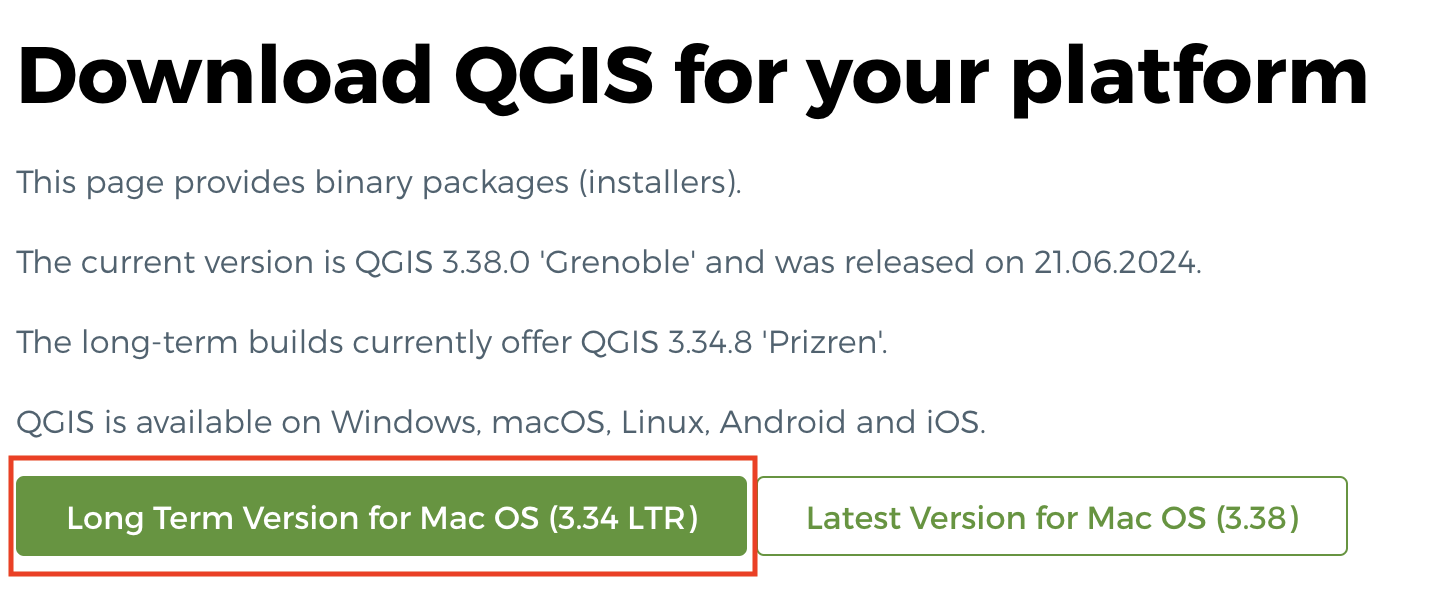 Download QGIS for your platform
This page provides binary packages (installers).
The current version is QGIS 3.38.0 'Grenoble' and was released on 21.06.2024.
The long-term builds currently offer QGIS 3.34.8 'Prizren'.
QGIS is available on Windows, macOS, Linux, Android and iOS.
Long Term Version for Mac OS (3.34 LTR)
Latest Version for Mac OS (3.38)